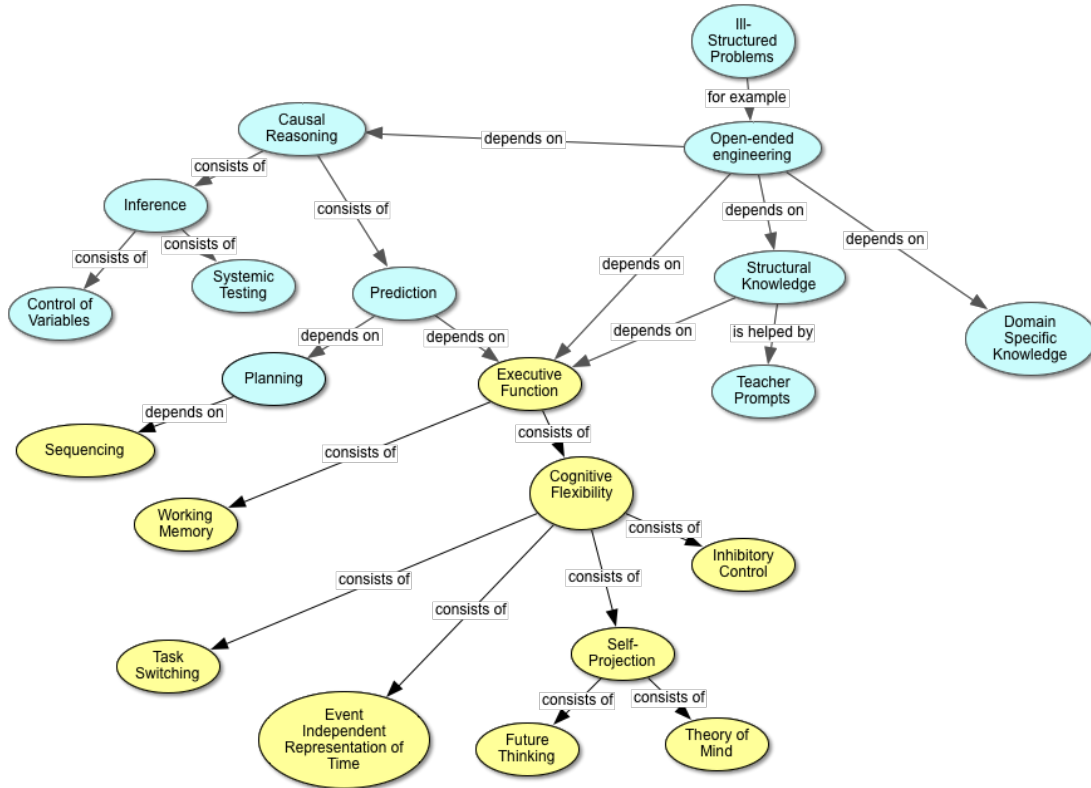 Ill-
Structured
Problems
for example
Causal
Reasoning
depends on
Open-ended
engineering
consists of
Inference
consists of
depends on
depends on
consists of
consists of
depends on
Structural
Knowledge
Systemic
Testing
Prediction
Control of
Variables
depends on
depends on
depends on
is helped by
Domain
Specific
Knowledge
Planning
Executive
Function
Teacher
Prompts
depends on
Sequencing
consists of
consists of
Cognitive
Flexibility
Working
Memory
consists of
Inhibitory
Control
consists of
consists of
consists of
Task
Switching
Self-
Projection
consists of
consists of
Event
Independent
Representation of
Time
Future
Thinking
Theory of
Mind